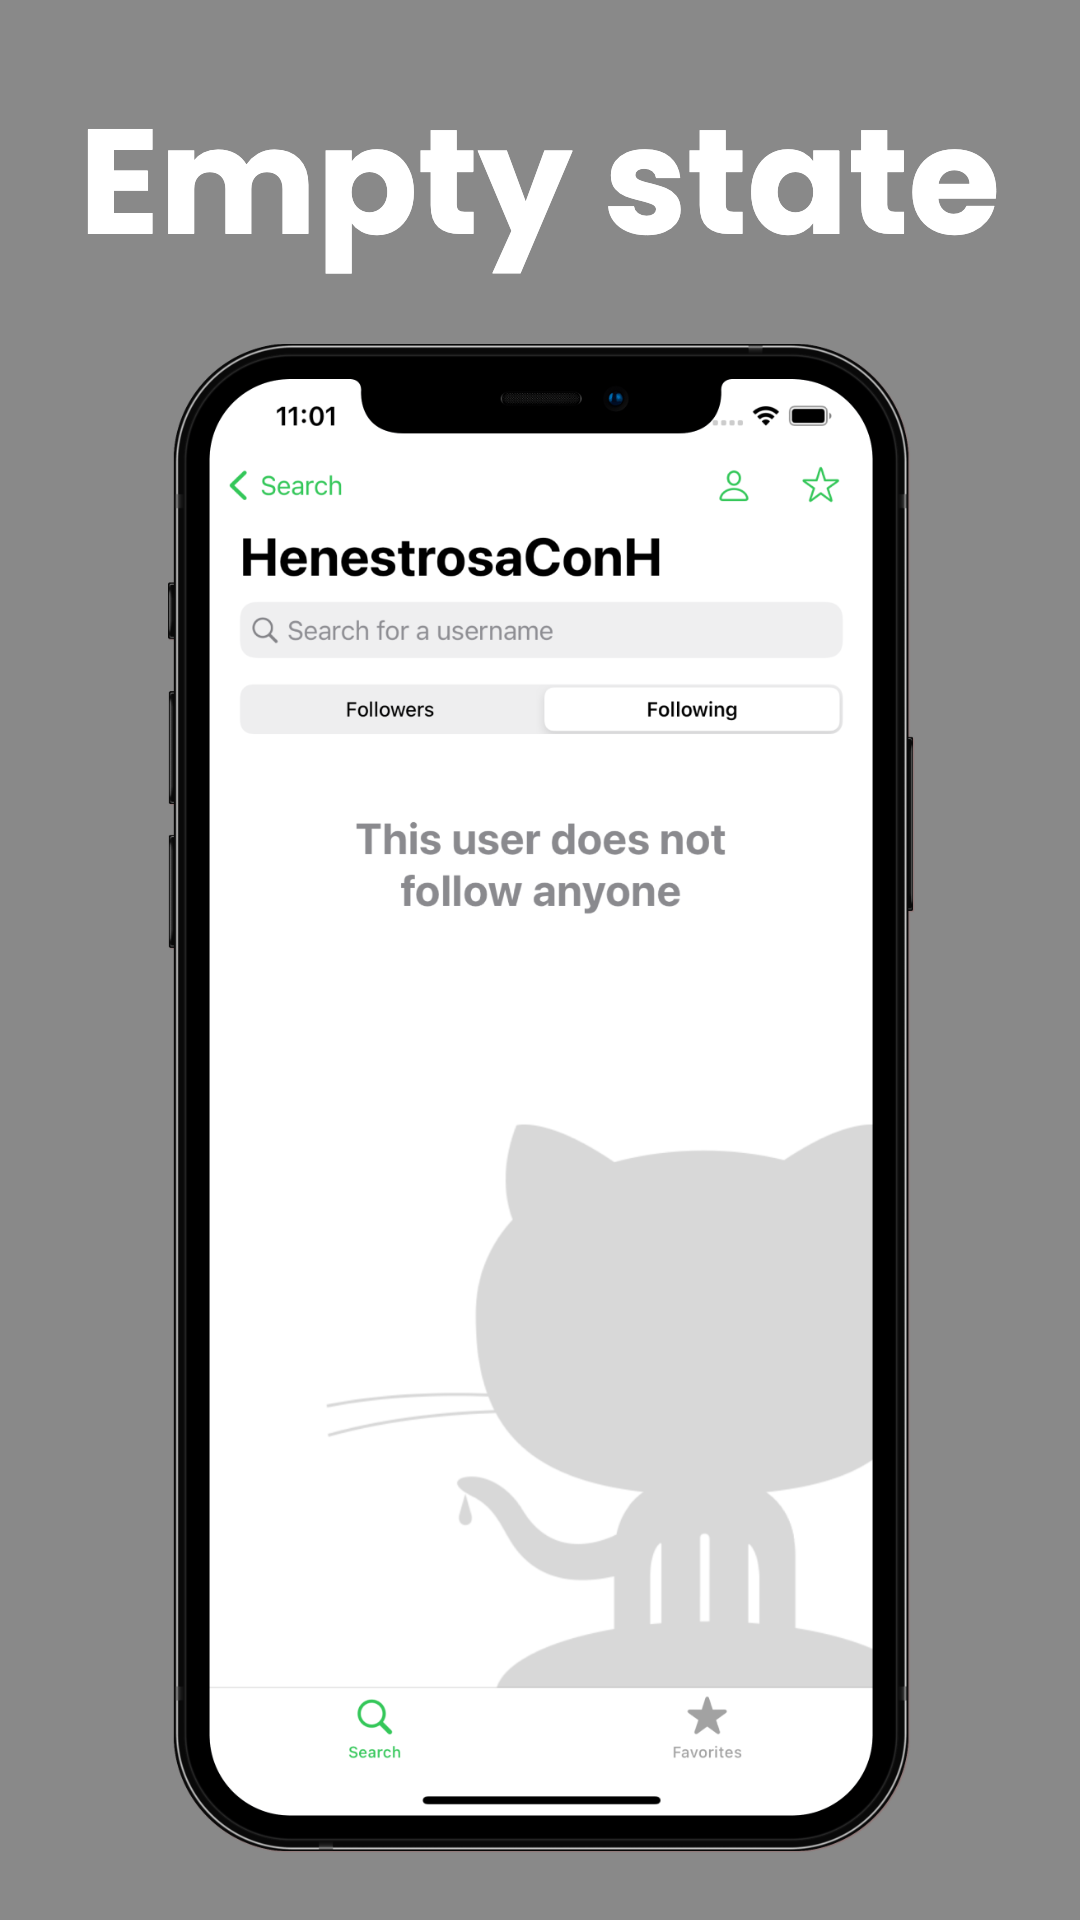 Empty state
11:01
Search
HenestrosaConH
Search for a username
Followers
Following
This user does not
follow anyone
Search
Favorites